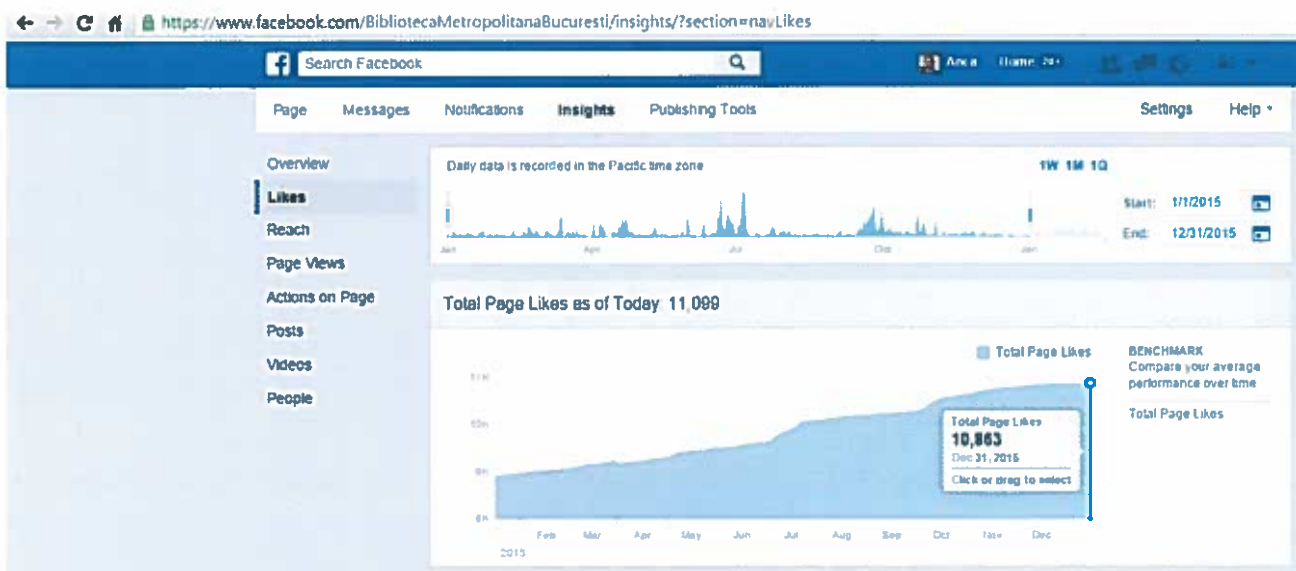 https://www.facebook.com/BibliotecaMetropolitanaBucuresti/insights/?section=navLikes
f Search Facebook Anca Home 20+
Page Messages Notifications Insights Publishing Tools Settings Help
Overview
Likes
Reach
Page Views
Actions on Page
Posts
Videos
People
Daily data is recorded in the Pacific time zone 1W 1M 1Q
Start: 1/1/2015
End: 12/31/2015
Jan Apr Jul Oct Jan
Total Page Likes as of Today: 11,099
Total Page Likes
BENCHMARK
Compare your average
performance over time
Total Page Likes
11K
10K
9K
8K
Total Page Likes
10,863
Dec 31, 2015
Click or drag to select
Feb Mar Apr May Jun Jul Aug Sep Oct Nov Dec
2015